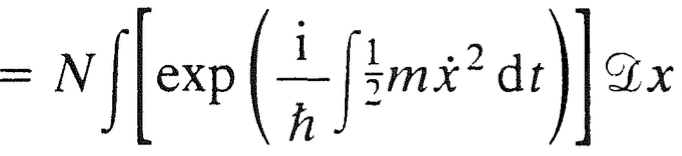 = N∫[exp(i/ħ ∫½mẋ² dt)] 𝒟x